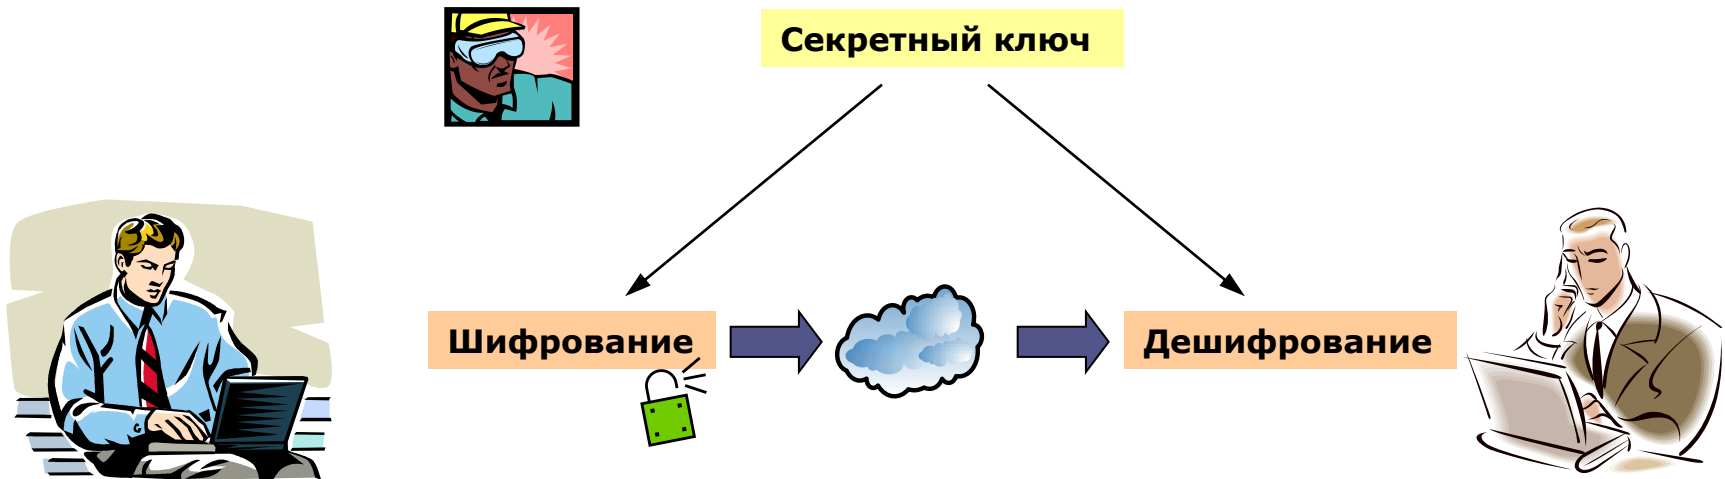 Секретный ключ
Шифрование
Дешифрование